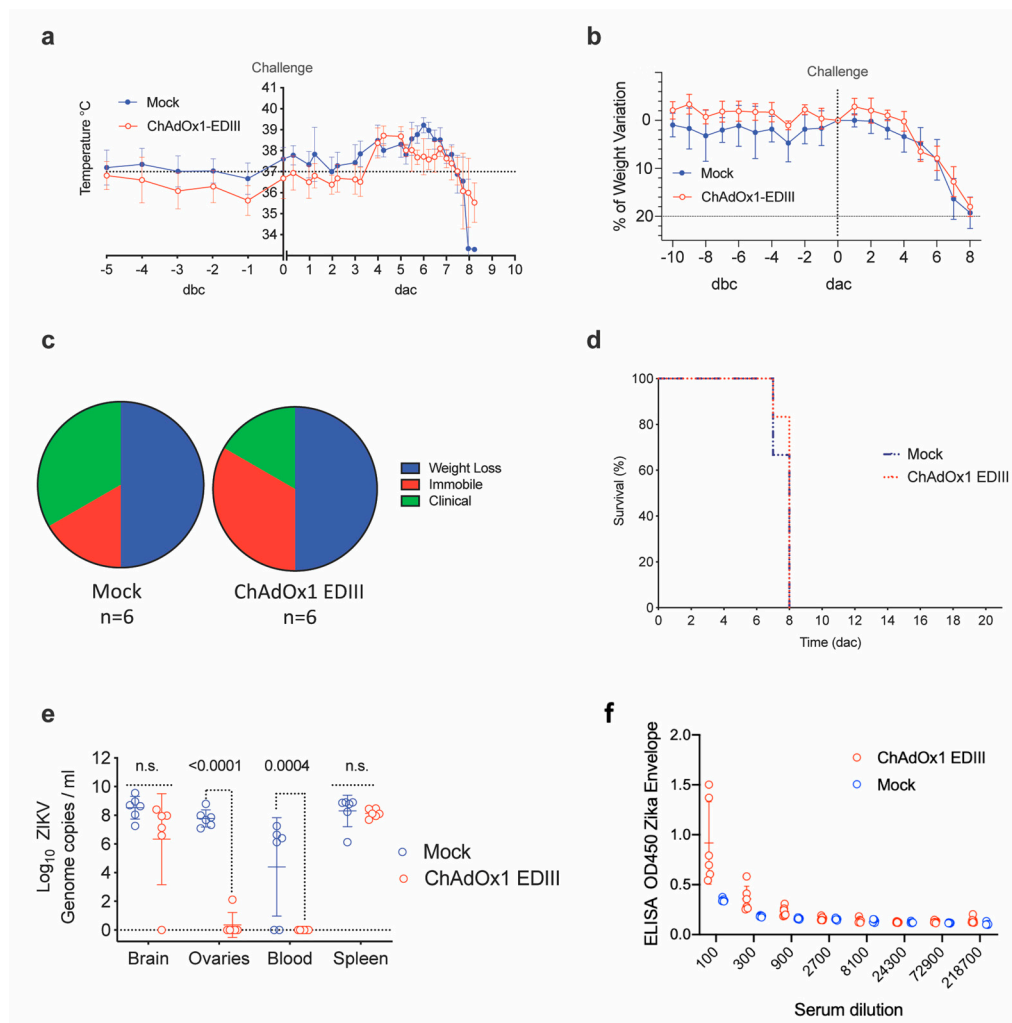 a
Challenge
Temperature °C
41
40
39
38
37
36
35
34
Mock
ChAdOx1-EDIII
-5 -4 -3 -2 -1 0 1 2 3 4 5 6 7 8 9 10
dbc dac
b
Challenge
% of Weight Variation
0
10
20
Mock
ChAdOx1-EDIII
-10 -8 -6 -4 -2 0 2 4 6 8
dbc dac
c
Weight Loss
Immobile
Clinical
Mock
n=6
ChAdOx1 EDIII
n=6
d
Survival (%)
100
80
60
40
20
0
Mock
ChAdOx1 EDIII
0 2 4 6 8 10 12 14 16 18 20
Time (dac)
e
Log10 ZIKV
Genome copies / ml
12
10
8
6
4
2
0
n.s. <0.0001 0.0004 n.s.
Mock
ChAdOx1 EDIII
Brain Ovaries Blood Spleen
f
ELISA OD450 Zika Envelope
2.0
1.5
1.0
0.5
0.0
ChAdOx1 EDIII
Mock
100 300 900 2700 8100 24300 72900 218700
Serum dilution